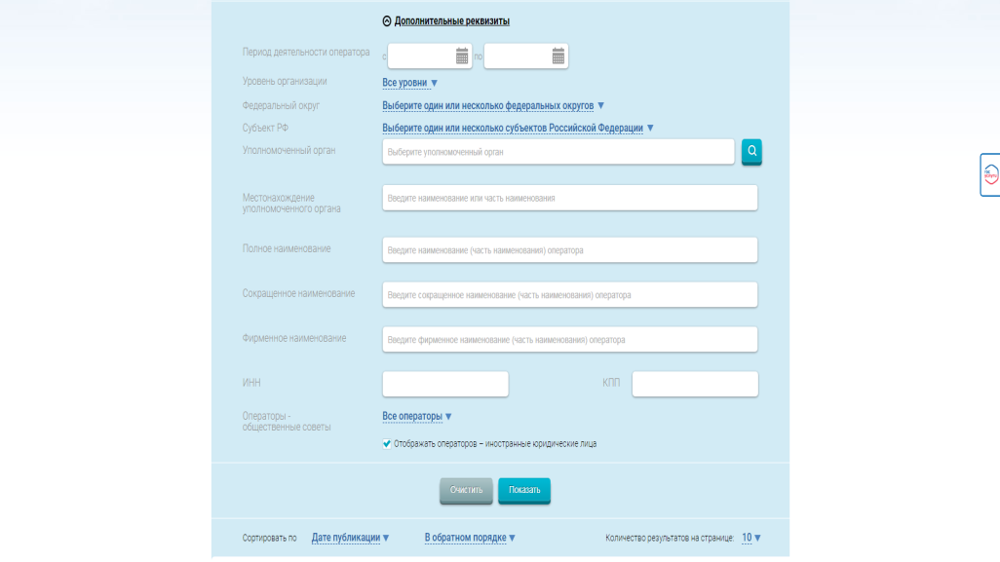 Дополнительные реквизиты
Период деятельности оператора с по
Уровень организации Все уровни
Федеральный округ Выберите один или несколько федеральных округов
Субъект РФ Выберите один или несколько субъектов Российской Федерации
Уполномоченный орган Выберите уполномоченный орган
Местонахождение
уполномоченного органа
Введите наименование или часть наименования
Полное наименование Введите наименование (часть наименования) оператора
Сокращенное наименование Введите сокращенное наименование (часть наименования) оператора
Фирменное наименование Введите фирменное наименование (часть наименования) оператора
ИНН КПП
Операторы -
общественные советы
Все операторы
Отображать операторов – иностранные юридические лица
Очистить Показать
Сортировать по Дате публикации В обратном порядке Количество результатов на странице: 10